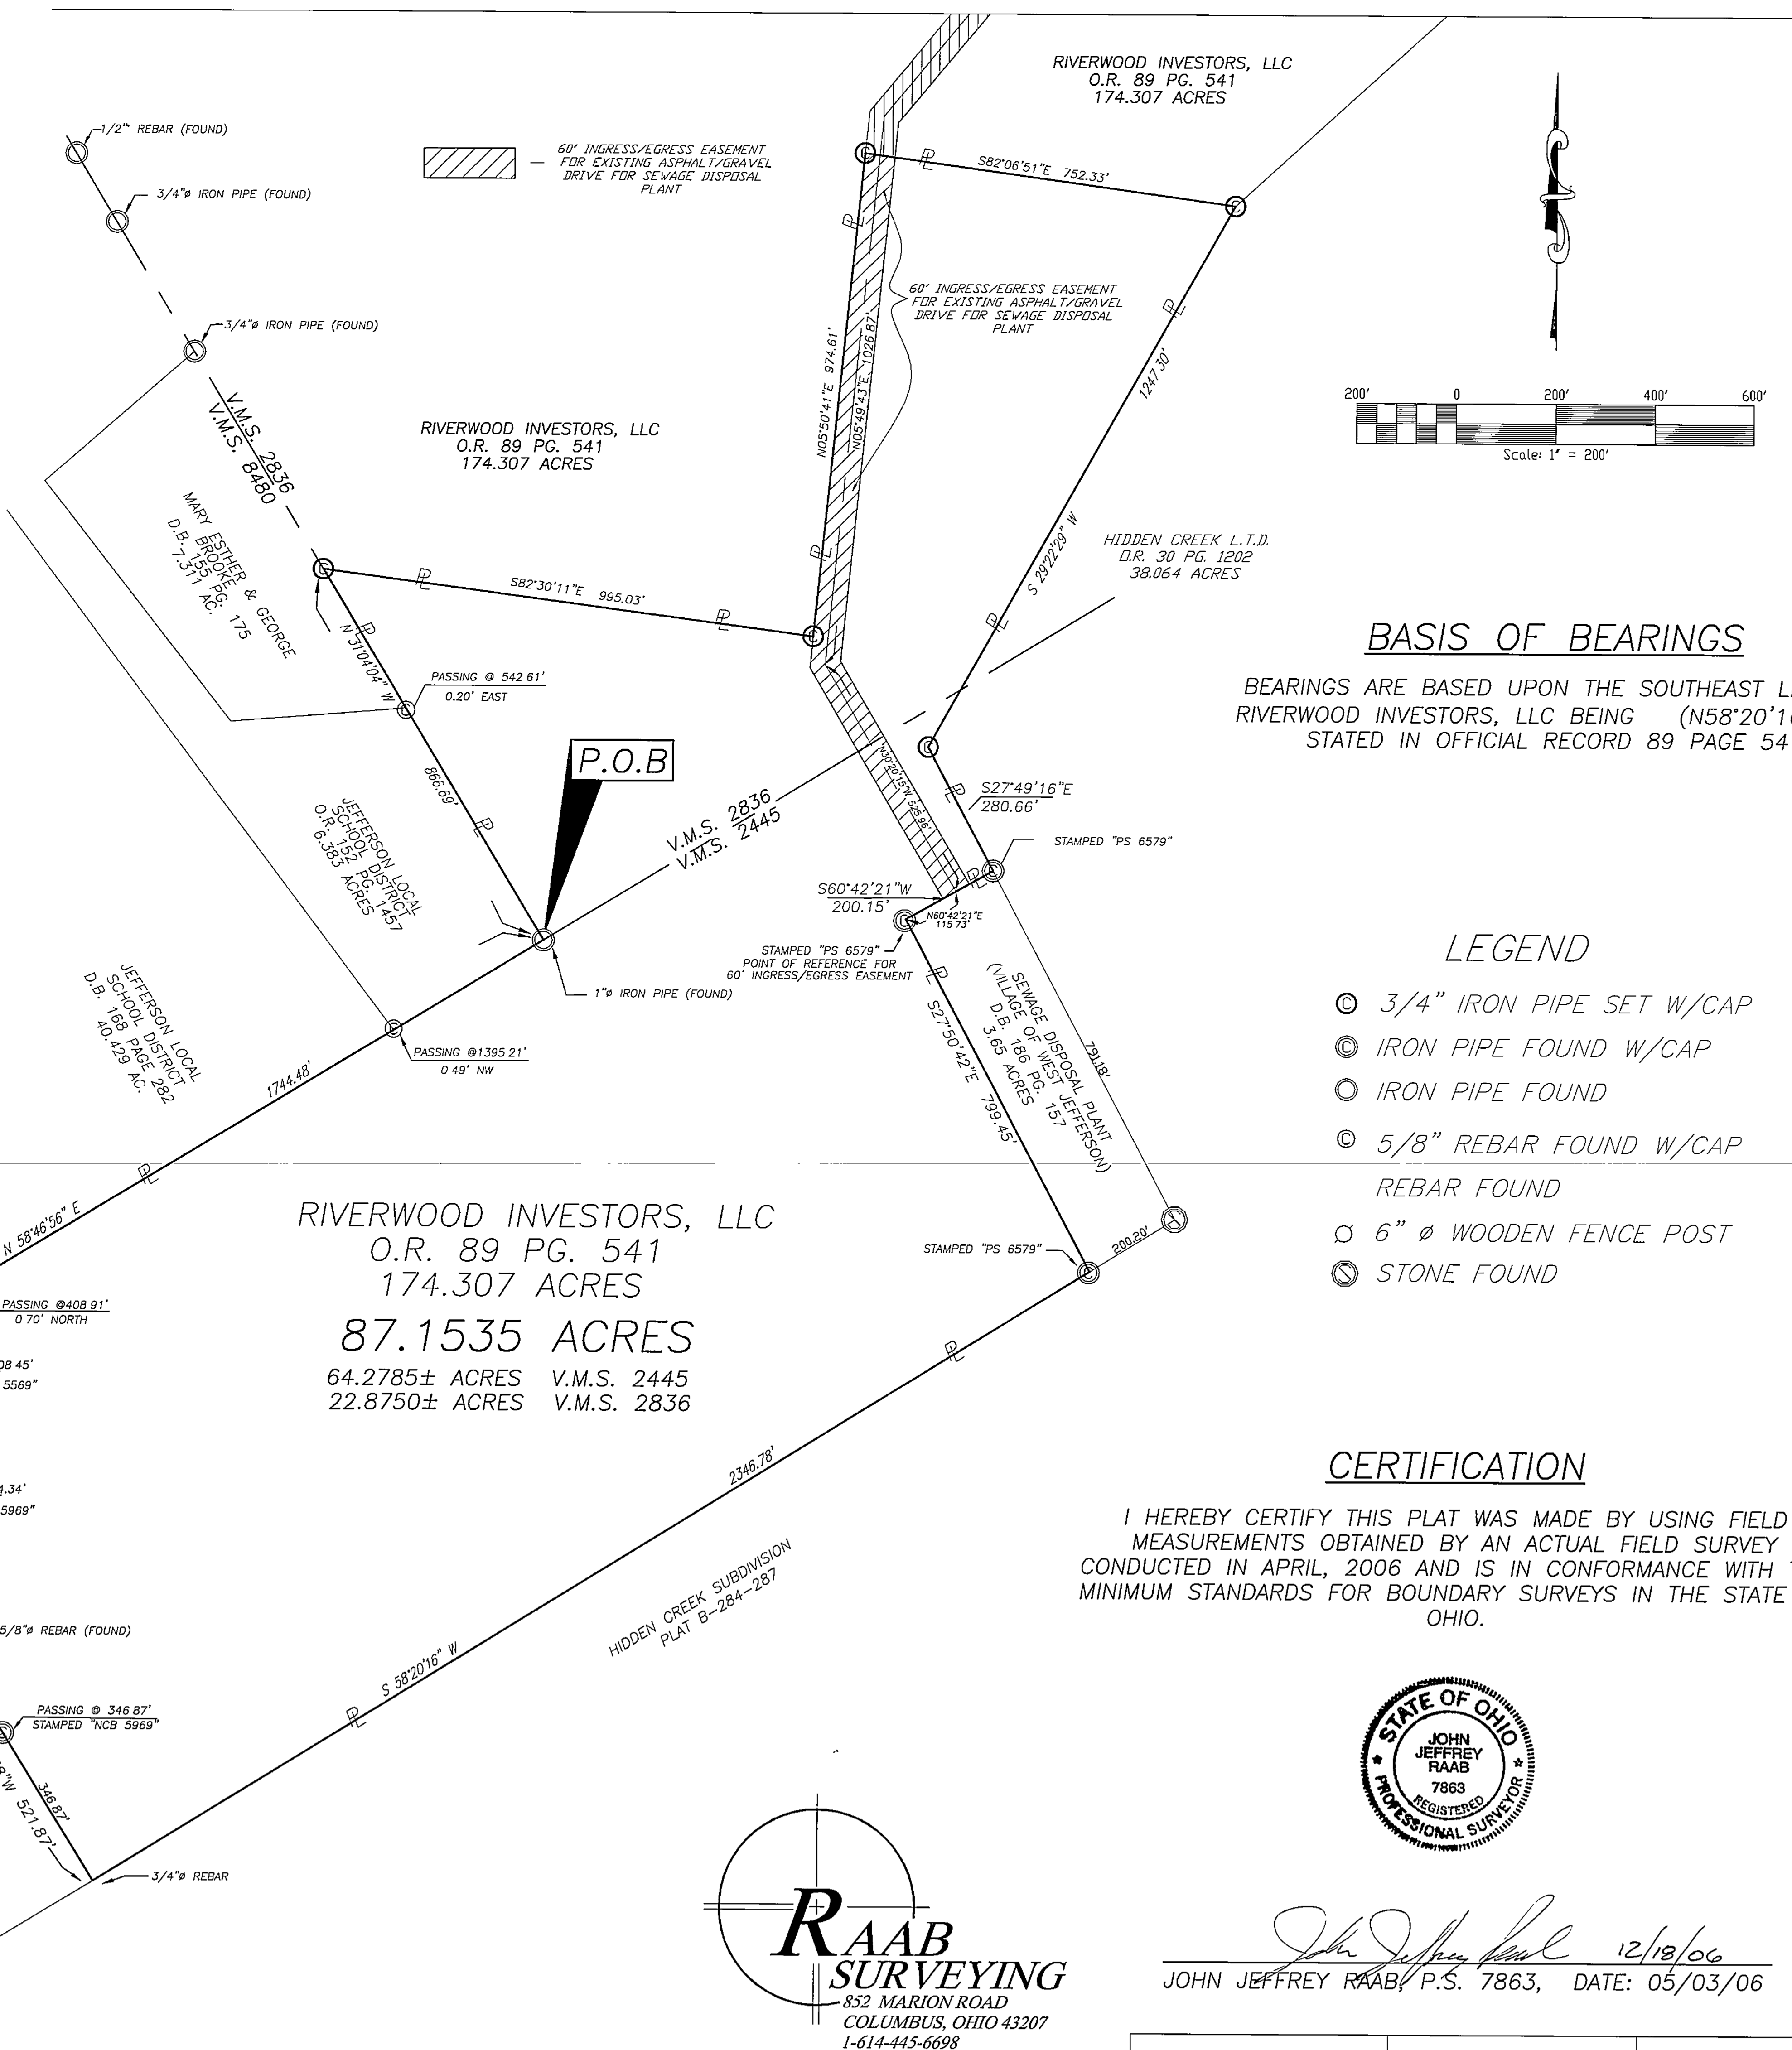 RIVERWOOD INVESTORS, LLC
O.R. 89 PG. 541
174.307 ACRES
1/2" REBAR (FOUND)
3/4"ø IRON PIPE (FOUND)
3/4"ø IRON PIPE (FOUND)
60' INGRESS/EGRESS EASEMENT
FOR EXISTING ASPHALT/GRAVEL
DRIVE FOR SEWAGE DISPOSAL
PLANT
S82°06'51"E 752.33'
60' INGRESS/EGRESS EASEMENT
FOR EXISTING ASPHALT/GRAVEL
DRIVE FOR SEWAGE DISPOSAL
PLANT
N05°50'41"E 974.61'
N05°49'43"E 1026 87'
1247 30'
S 29°22'29" W
200' 0 200' 400' 600'
Scale: 1" = 200'
V.M.S. 2836
V.M.S. 8480
RIVERWOOD INVESTORS, LLC
O.R. 89 PG. 541
174.307 ACRES
MARY ESTHER & GEORGE
BROOKE
D.B. 155 PG. 175
7.311 AC.
S82°30'11"E 995.03'
HIDDEN CREEK L.T.D.
O.R. 30 PG. 1202
38.064 ACRES
BASIS OF BEARINGS
BEARINGS ARE BASED UPON THE SOUTHEAST
RIVERWOOD INVESTORS, LLC BEING (N58°20'1
STATED IN OFFICIAL RECORD 89 PAGE 54
N 31°04'04" W
866.69'
PASSING @ 542 61'
0.20' EAST
P.O.B
V.M.S. 2836
V.M.S. 2445
N30°20'15"W 525 96'
S27°49'16"E
280.66'
STAMPED "PS 6579"
JEFFERSON LOCAL
SCHOOL DISTRICT
O.R. 152 PG. 1457
6.383 ACRES
S60°42'21"W
200.15'
N60°42'21"E
115 73'
STAMPED "PS 6579"
POINT OF REFERENCE FOR
60' INGRESS/EGRESS EASEMENT
1"ø IRON PIPE (FOUND)
JEFFERSON LOCAL
SCHOOL DISTRICT
D.B. 168 PAGE 282
40.429 AC.
PASSING @1395 21'
0 49' NW
1744.48'
N 58°46'56" E
S27°50'42"E 799.45'
SEWAGE DISPOSAL PLANT
(VILLAGE OF WEST JEFFERSON)
D.B. 186 PG. 157
3.65 ACRES
791.18'
200.20'
STAMPED "PS 6579"
LEGEND
3/4" IRON PIPE SET W/CAP
IRON PIPE FOUND W/CAP
IRON PIPE FOUND
5/8" REBAR FOUND W/CAP
REBAR FOUND
6" ø WOODEN FENCE POST
STONE FOUND
RIVERWOOD INVESTORS, LLC
O.R. 89 PG. 541
174.307 ACRES
87.1535 ACRES
64.2785± ACRES V.M.S. 2445
22.8750± ACRES V.M.S. 2836
PASSING @408 91'
0 70' NORTH
08 45'
5569"
4.34'
5969"
5/8"ø REBAR (FOUND)
PASSING @ 346 87'
STAMPED "NCB 5969"
8"W 521.87'
346 87'
3/4"ø REBAR
2346.78'
S 58°20'16" W
HIDDEN CREEK SUBDIVISION
PLAT B-284-287
CERTIFICATION
I HEREBY CERTIFY THIS PLAT WAS MADE BY USING FIELD
MEASUREMENTS OBTAINED BY AN ACTUAL FIELD SURVEY
CONDUCTED IN APRIL, 2006 AND IS IN CONFORMANCE WITH
MINIMUM STANDARDS FOR BOUNDARY SURVEYS IN THE STATE
OHIO.
STATE OF OHIO
JOHN
JEFFREY
RAAB
7863
REGISTERED
PROFESSIONAL SURVEYOR
John Jeffrey Raab 12/18/06
JOHN JEFFREY RAAB, P.S. 7863, DATE: 05/03/06
RAAB
SURVEYING
852 MARION ROAD
COLUMBUS, OHIO 43207
1-614-445-6698